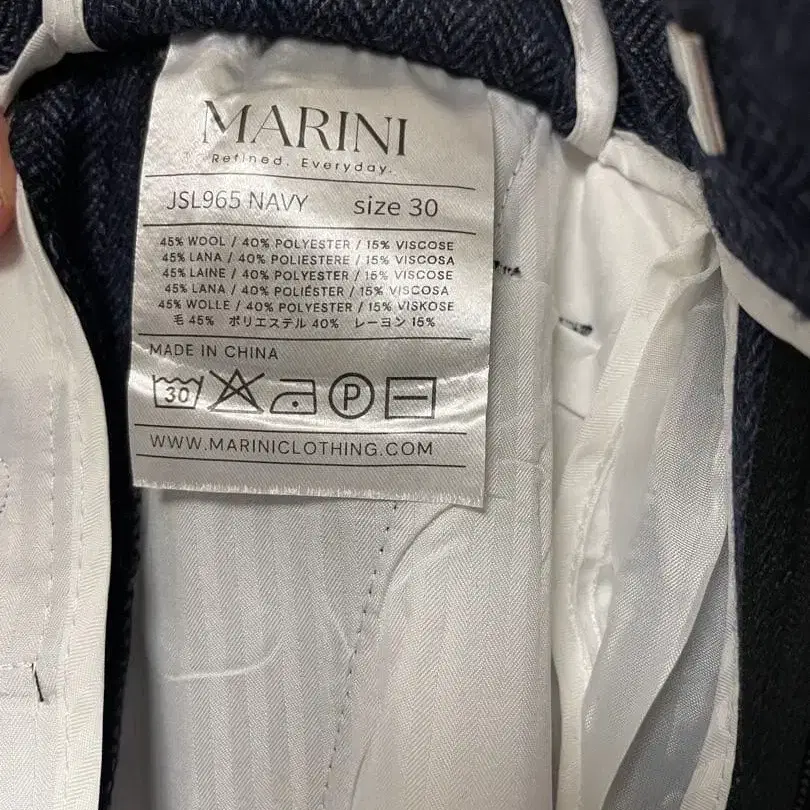 MARINI
Refined. Everyday.
JSL965 NAVY size 30
45% WOOL / 40% POLYESTER / 15% VISCOSE
45% LANA / 40% POLIESTERE / 15% VISCOSA
45% LAINE / 40% POLYESTER / 15% VISCOSE
45% LANA / 40% POLIÉSTER / 15% VISCOSA
45% WOLLE / 40% POLYESTER / 15% VISKOSE
毛 45% ポリエステル 40% レーヨン 15%
MADE IN CHINA
30 P
WWW.MARINICLOTHING.COM